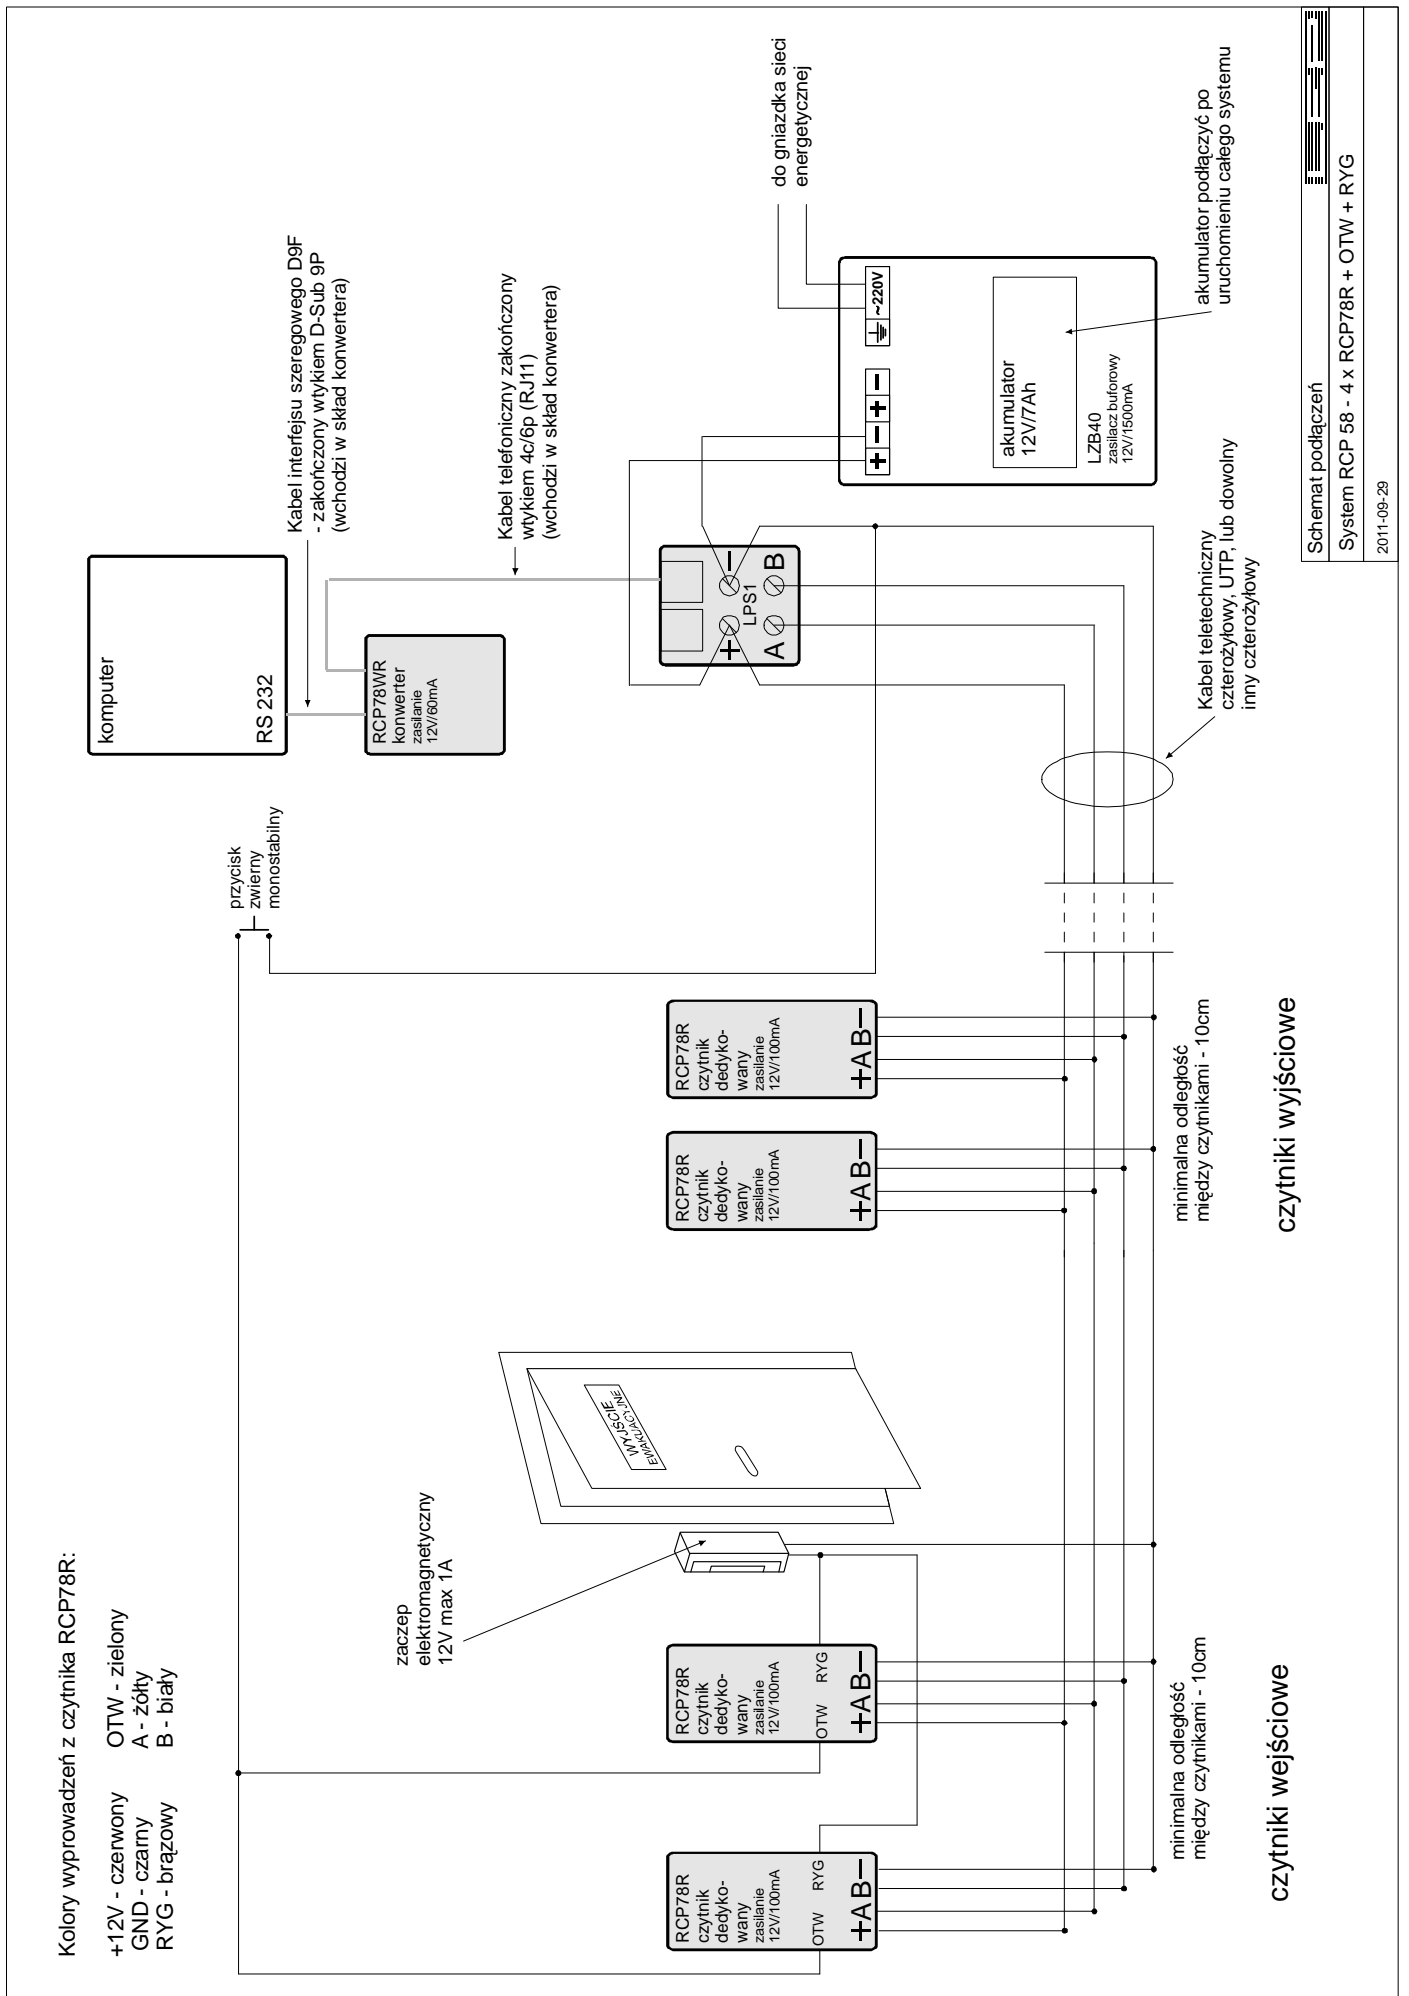 Kolory wyprowadzeń z czytnika RCP78R:
+12V - czerwony
GND - czarny
RYG - brązowy
OTW - zielony
A - żółty
B - biały
komputer
RS 232
Kabel interfejsu szeregowego D9F
- zakończony wtykiem D-Sub 9P
(wchodzi w skład konwertera)
przycisk
zwierny
monostabilny
RCP78WR
konwerter
zasilanie
12V/60mA
Kabel telefoniczny zakończony
wtykiem 4c/6p (RJ11)
(wchodzi w skład konwertera)
zaczep
elektromagnetyczny
12V max 1A
WYJŚCIE
EWAKUACYJNE
RCP78R
czytnik
dedyko-
wany
zasilanie
12V/100mA
OTW RYG
+AB−
RCP78R
czytnik
dedyko-
wany
zasilanie
12V/100mA
OTW RYG
+AB−
RCP78R
czytnik
dedyko-
wany
zasilanie
12V/100mA
+AB−
RCP78R
czytnik
dedyko-
wany
zasilanie
12V/100mA
+AB−
+ −
LPS1
A B
do gniazdka sieci
energetycznej
+ − + − ~220V
akumulator
12V/7Ah
LZB40
zasilacz buforowy
12V/1500mA
akumulator podłączyć po
uruchomieniu całego systemu
Kabel teletechniczny
czterożyłowy, UTP, lub dowolny
inny czterożyłowy
minimalna odległość
między czytnikami - 10cm
minimalna odległość
między czytnikami - 10cm
czytniki wejściowe
czytniki wyjściowe
Schemat podłączeń
System RCP 58 - 4 x RCP78R + OTW + RYG
2011-09-29